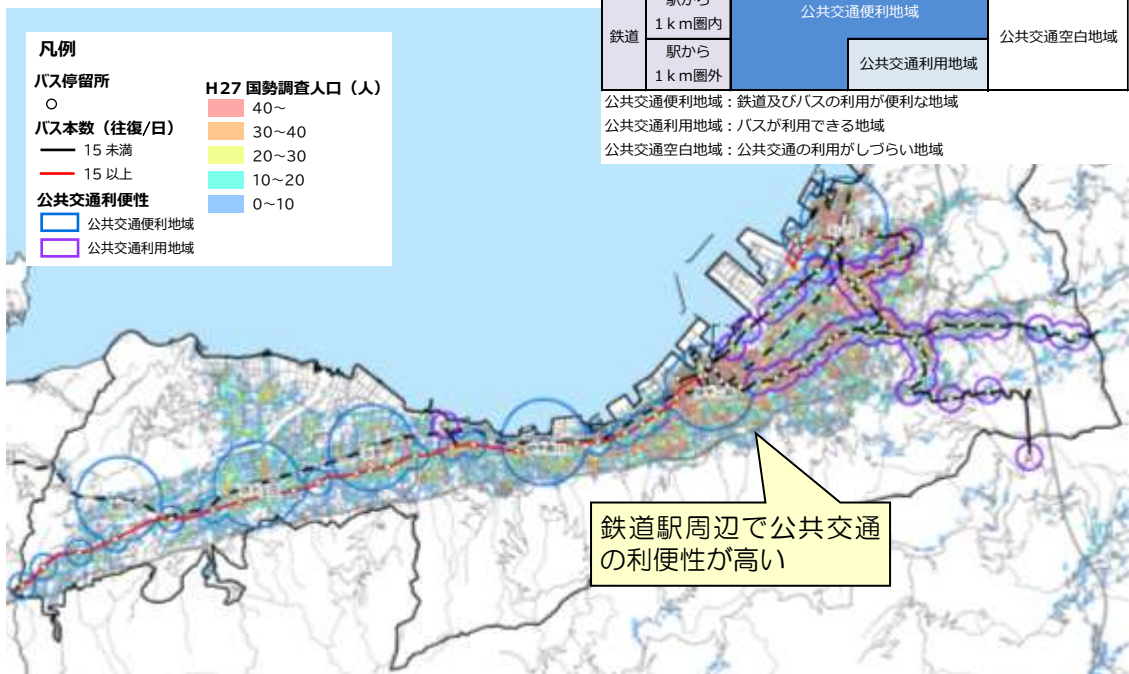 鉄道
1ｋｍ圏内
駅から
1ｋｍ圏外
公共交通便利地域
公共交通利用地域
公共交通空白地域
公共交通便利地域：鉄道及びバスの利用が便利な地域
公共交通利用地域：バスが利用できる地域
公共交通空白地域：公共交通の利用がしづらい地域
凡例
バス停留所
バス本数（往復/日）
15 未満
15 以上
公共交通利便性
公共交通便利地域
公共交通利用地域
H27 国勢調査人口（人）
40～
30～40
20～30
10～20
0～10
鉄道駅周辺で公共交通
の利便性が高い